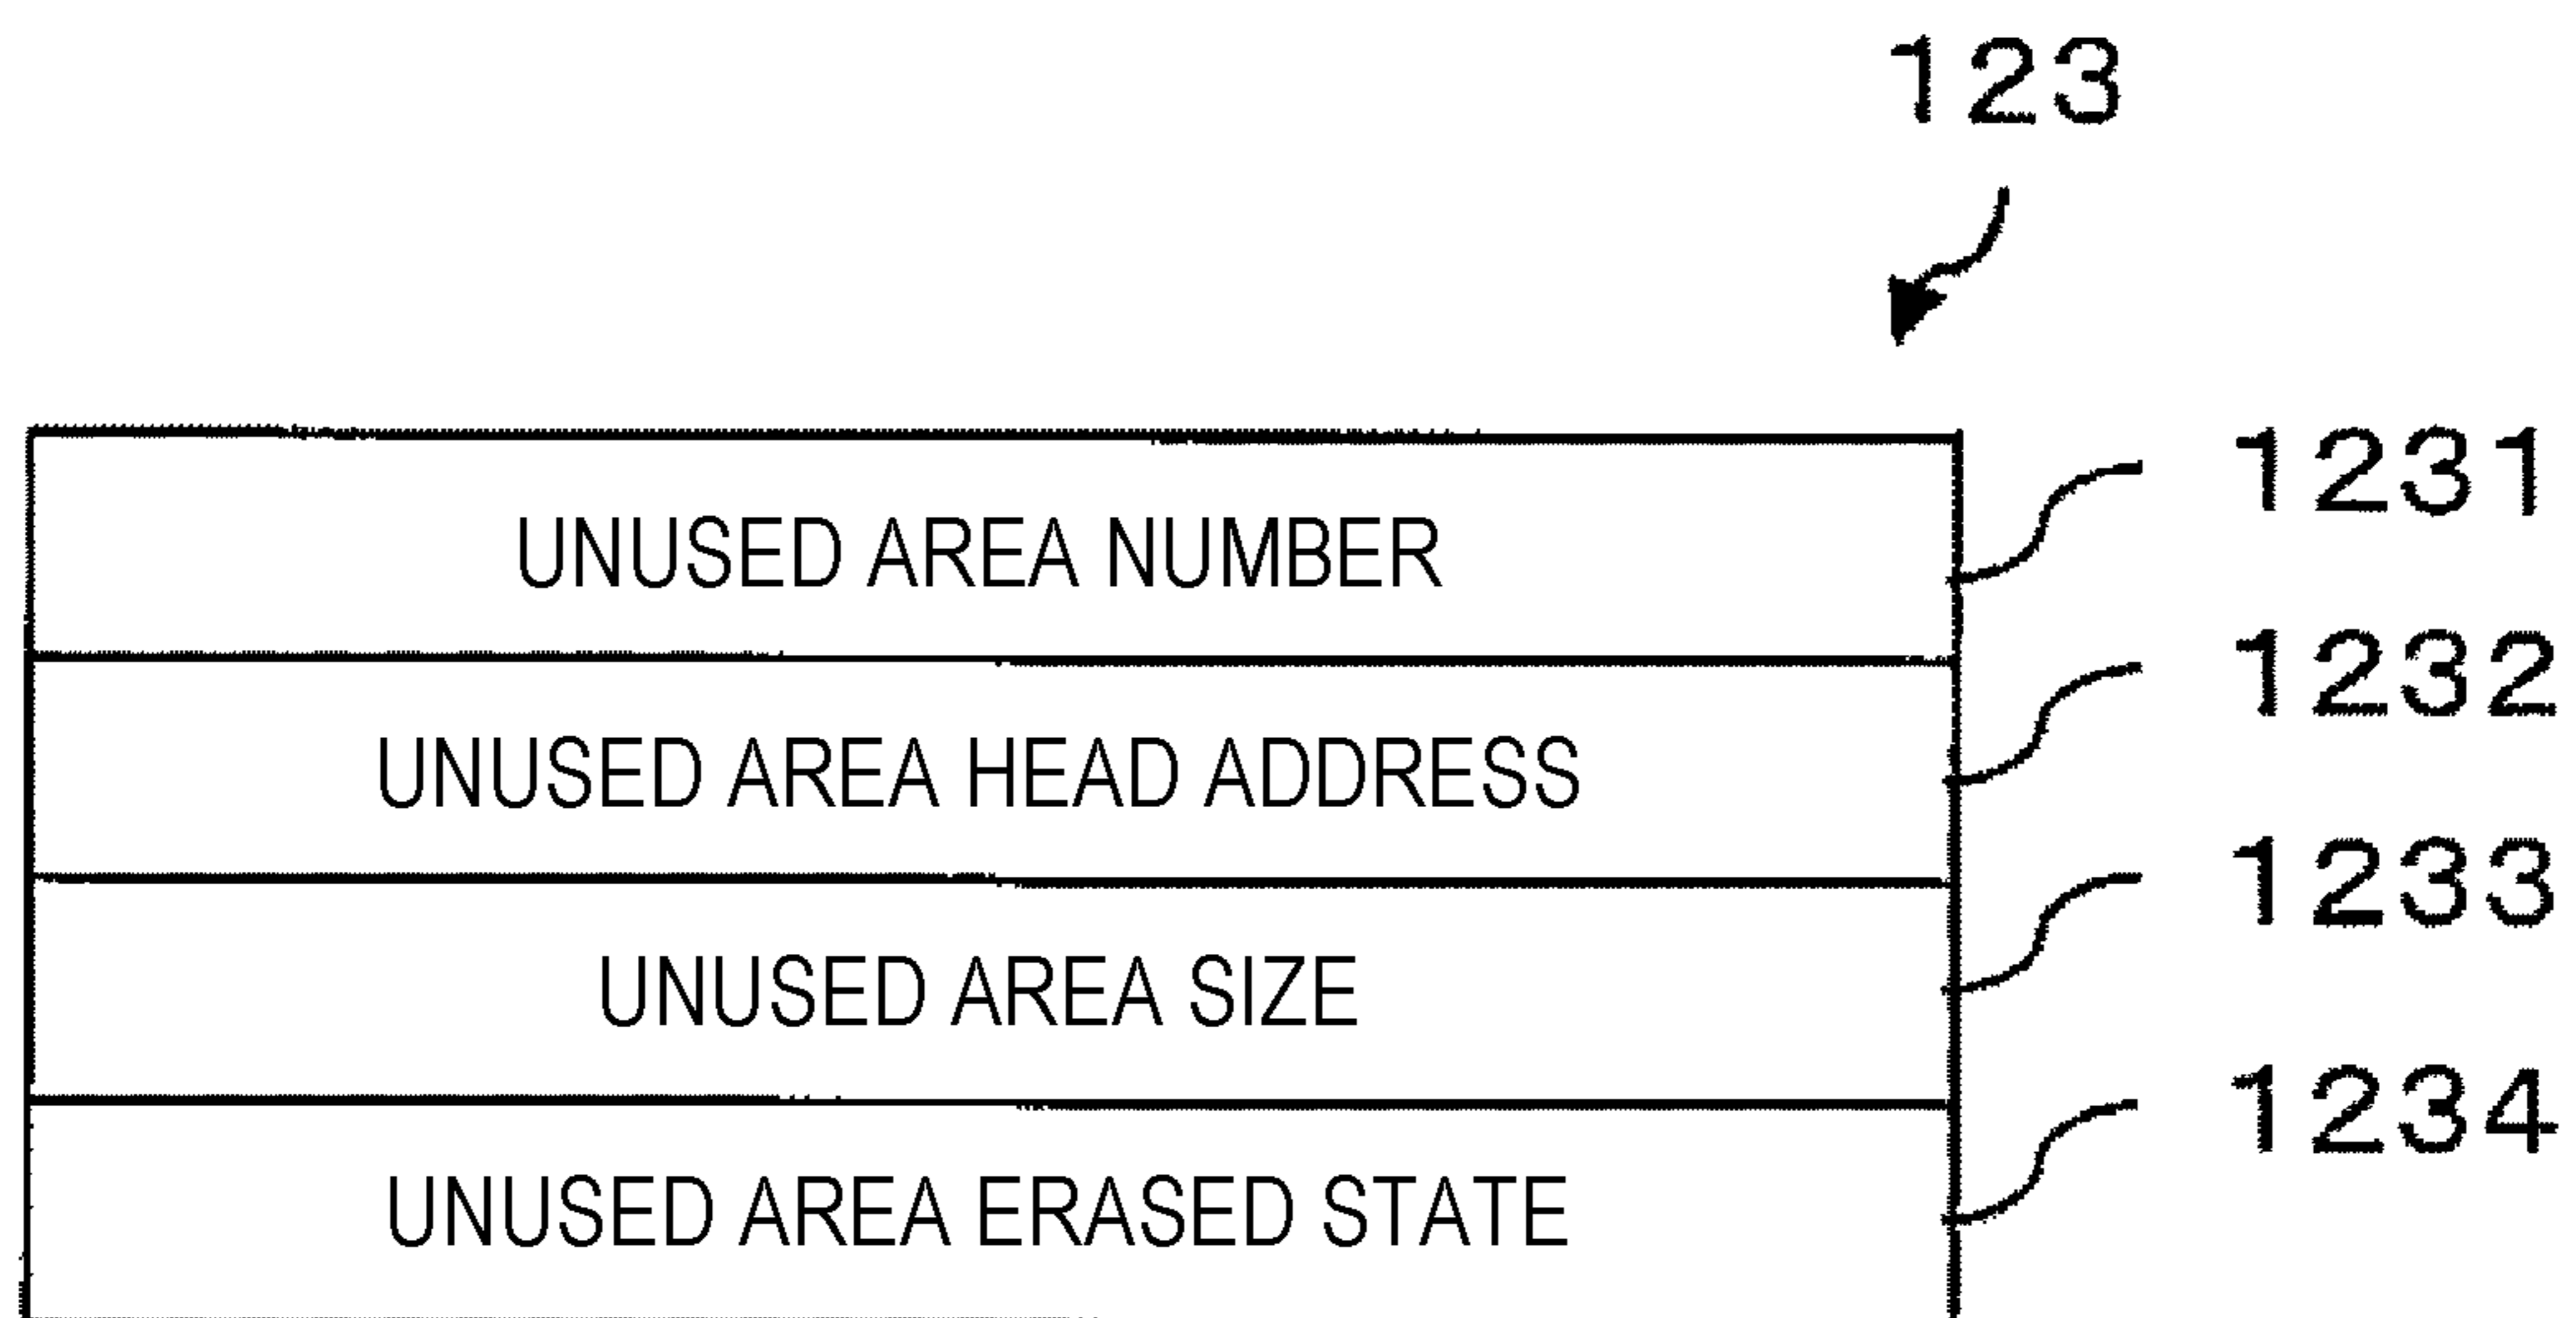 123
UNUSED AREA NUMBER 1231
UNUSED AREA HEAD ADDRESS 1232
UNUSED AREA SIZE 1233
UNUSED AREA ERASED STATE 1234